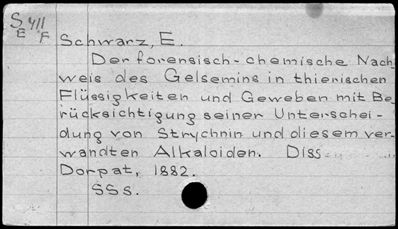 S 411
E F
Schwarz, E.
Der forensisch-chemische Nach
weis des Gelsemins in thierischen
Flüssigkeiten und Geweben mit Be
rücksichtigung seiner Unterschei-
dung von Strychnin und diesem ver
wandten Alkaloiden. Diss
Dorpat, 1882.
SSs.